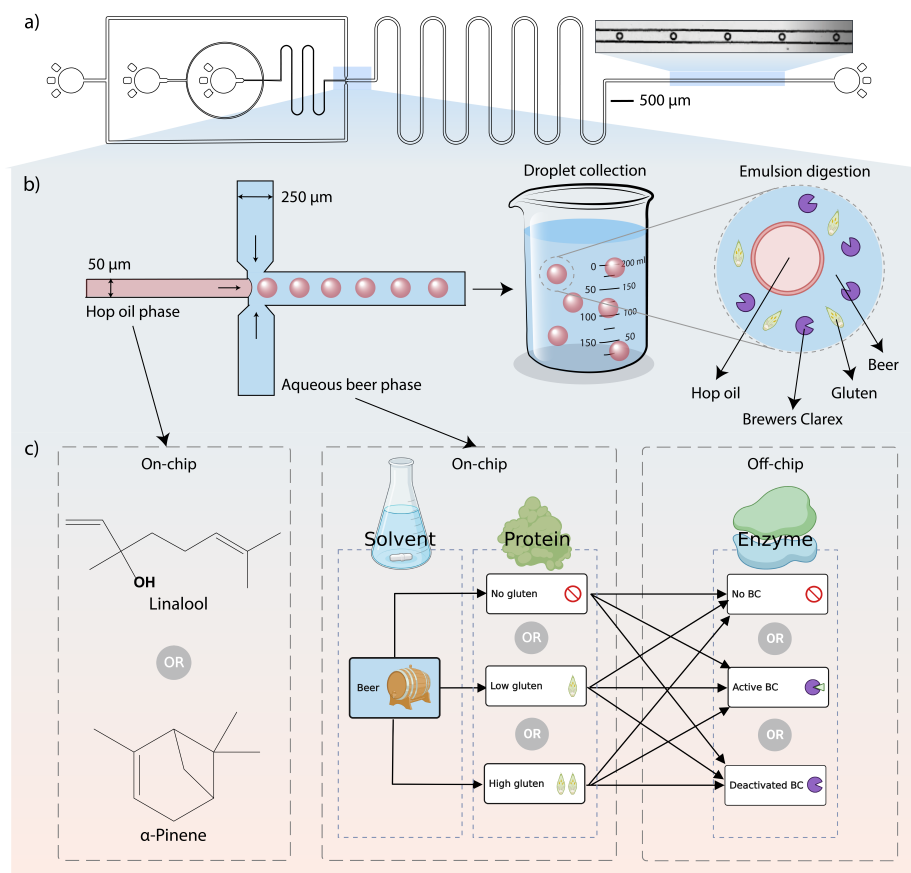 a)
500 µm
b)
250 µm
50 µm
Hop oil phase
Aqueous beer phase
Droplet collection
0
200 ml
50
150
100
100
150
50
Emulsion digestion
Beer
Hop oil
Gluten
Brewers Clarex
c)
On-chip
On-chip
Off-chip
OH
Linalool
OR
α-Pinene
Solvent
Protein
Enzyme
Beer
No gluten
OR
Low gluten
OR
High gluten
No BC
OR
Active BC
OR
Deactivated BC